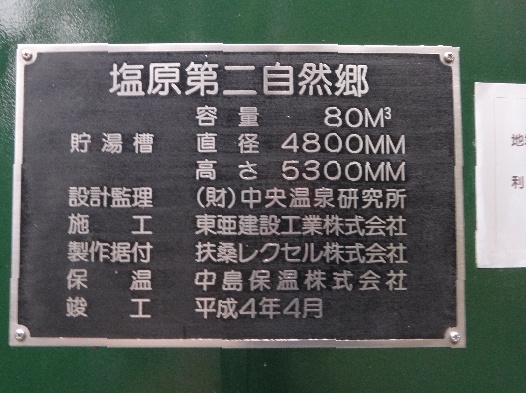 塩原第二自然郷
容量 80M³
貯湯槽 直径 4800MM
高さ 5300MM
設計監理 (財)中央温泉研究所
施工 東亜建設工業株式会社
製作据付 扶桑レクセル株式会社
保温 中島保温株式会社
竣工 平成4年4月
地
利